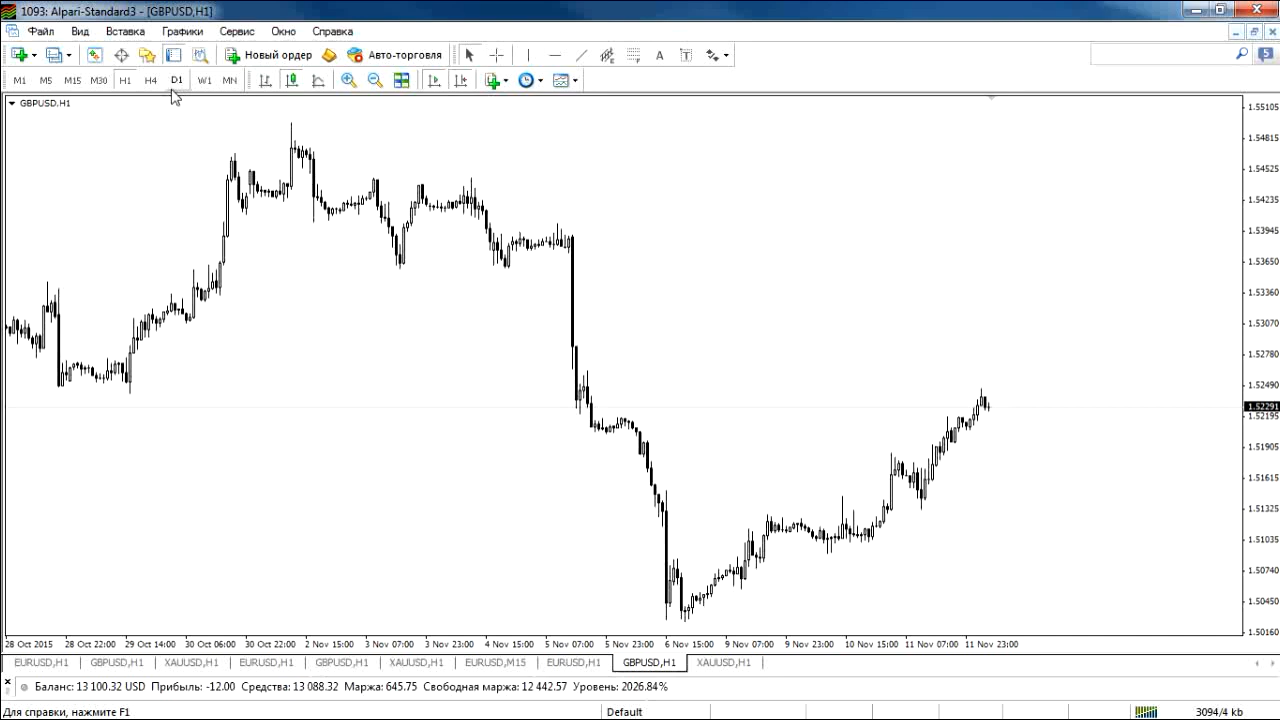 1093: Alpari-Standard3 - [GBPUSD,H1]
Файл Вид Вставка Графики Сервис Окно Справка
Новый ордер Авто-торговля A T 5
M1 M5 M15 M30 H1 H4 D1 W1 MN
GBPUSD,H1
1.55105
1.54815
1.54525
1.54235
1.53945
1.53650
1.53360
1.53070
1.52780
1.52490
1.52291
1.52195
1.51905
1.51615
1.51325
1.51035
1.50740
1.50450
1.50160
28 Oct 2015 28 Oct 22:00 29 Oct 14:00 30 Oct 06:00 30 Oct 22:00 2 Nov 15:00 3 Nov 07:00 3 Nov 23:00 4 Nov 15:00 5 Nov 07:00 5 Nov 23:00 6 Nov 15:00 9 Nov 07:00 9 Nov 23:00 10 Nov 15:00 11 Nov 07:00 11 Nov 23:00
EURUSD,H1 GBPUSD,H1 XAUUSD,H1 EURUSD,H1 GBPUSD,H1 XAUUSD,H1 EURUSD,M15 EURUSD,H1 GBPUSD,H1 XAUUSD,H1
Баланс: 13 100.32 USD Прибыль: -12.00 Средства: 13 088.32 Маржа: 645.75 Свободная маржа: 12 442.57 Уровень: 2026.84%
Для справки, нажмите F1 Default 3094/4 kb